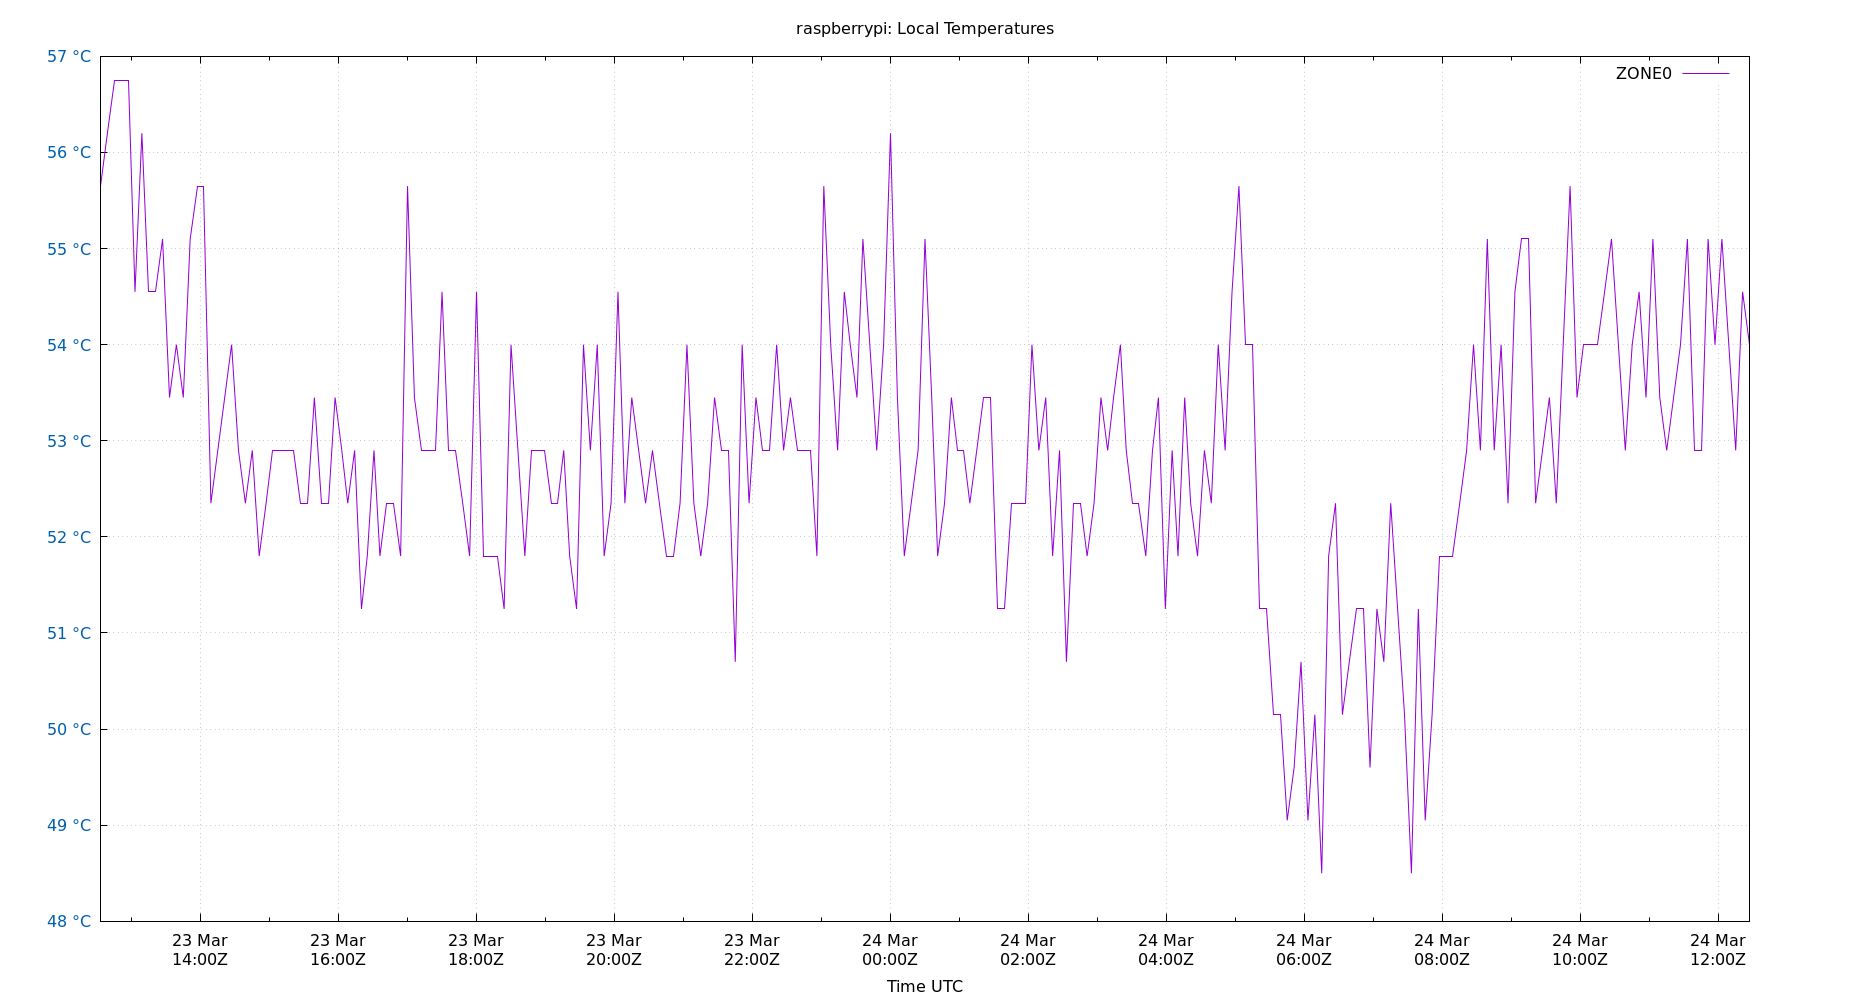 raspberrypi: Local Temperatures
57 °C
ZONE0
56 °C
55 °C
54 °C
53 °C
52 °C
51 °C
50 °C
49 °C
48 °C
23 Mar 23 Mar 23 Mar 23 Mar 23 Mar 24 Mar 24 Mar 24 Mar 24 Mar 24 Mar 24 Mar 24 Mar
14:00Z 16:00Z 18:00Z 20:00Z 22:00Z 00:00Z 02:00Z 04:00Z 06:00Z 08:00Z 10:00Z 12:00Z
Time UTC